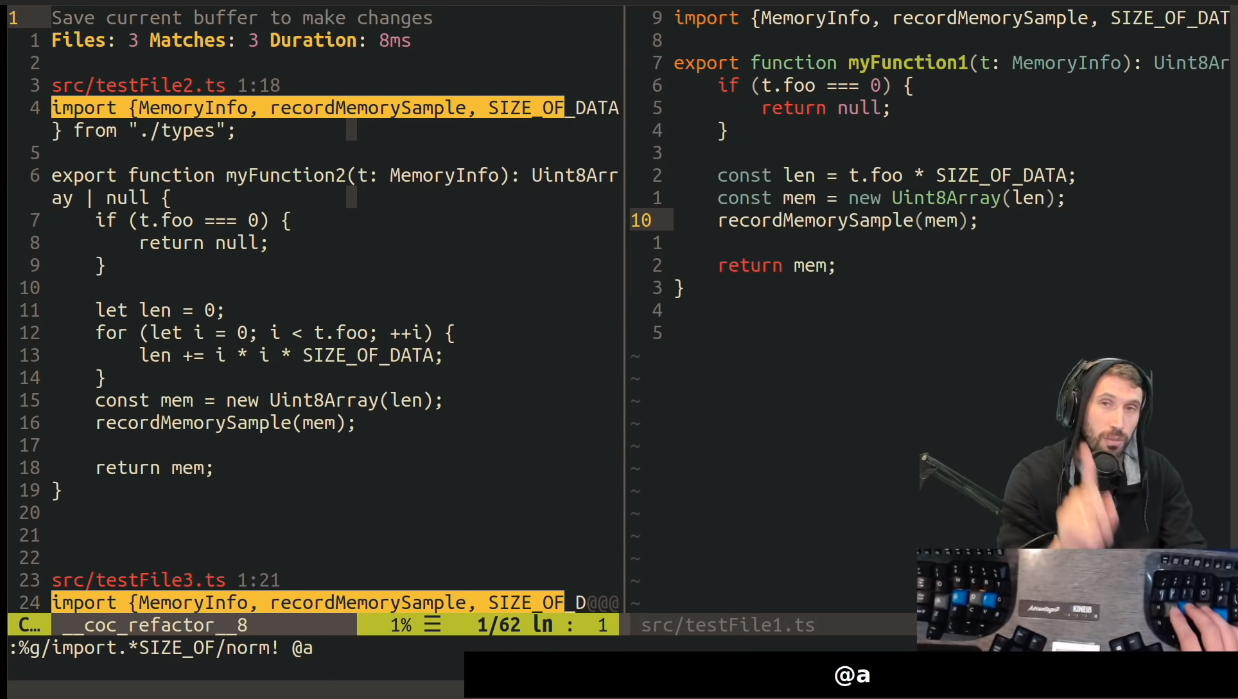 1 Save current buffer to make changes
1 Files: 3 Matches: 3 Duration: 8ms
2
3 src/testFile2.ts 1:18
4 import {MemoryInfo, recordMemorySample, SIZE_OF_DATA
} from "./types";
5
6 export function myFunction2(t: MemoryInfo): Uint8Arr
ay | null {
7 if (t.foo === 0) {
8 return null;
9 }
10
11 let len = 0;
12 for (let i = 0; i < t.foo; ++i) {
13 len += i * i * SIZE_OF_DATA;
14 }
15 const mem = new Uint8Array(len);
16 recordMemorySample(mem);
17
18 return mem;
19 }
20
21
22
23 src/testFile3.ts 1:21
24 import {MemoryInfo, recordMemorySample, SIZE_OF_D@@@
C… __coc_refactor__8 1% ☰ 1/62 ln : 1
:%g/import.*SIZE_OF/norm! @a
9 import {MemoryInfo, recordMemorySample, SIZE_OF_DAT
8
7 export function myFunction1(t: MemoryInfo): Uint8Ar
6 if (t.foo === 0) {
5 return null;
4 }
3
2 const len = t.foo * SIZE_OF_DATA;
1 const mem = new Uint8Array(len);
10 recordMemorySample(mem);
1
2 return mem;
3 }
4
5
~
~
~
~
~
~
~
~
~
~
~
~
src/testFile1.ts
Advantage2 KINESIS
@a